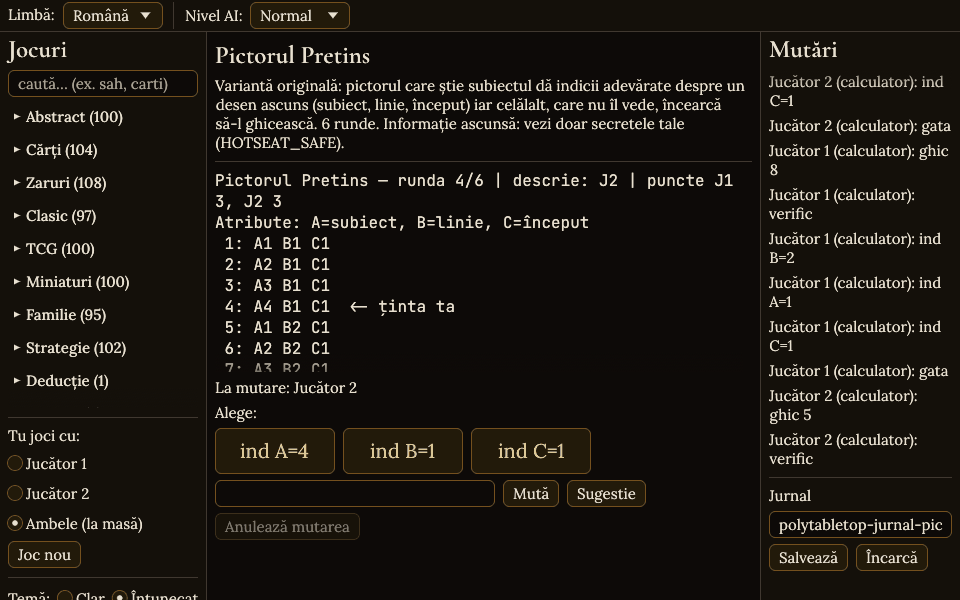 Limbă: Română ▼ Nivel AI: Normal ▼
Jocuri
caută... (ex. sah, carti)
▸ Abstract (100)
▸ Cărți (104)
▸ Zaruri (108)
▸ Clasic (97)
▸ TCG (100)
▸ Miniaturi (100)
▸ Familie (95)
▸ Strategie (102)
▸ Deducție (1)
Tu joci cu:
Jucător 1
Jucător 2
Ambele (la masă)
Joc nou
Temă: Clar Întunecat
Pictorul Pretins
Variantă originală: pictorul care știe subiectul dă indicii adevărate despre un
desen ascuns (subiect, linie, început) iar celălalt, care nu îl vede, încearcă
să-l ghicească. 6 runde. Informație ascunsă: vezi doar secretele tale
(HOTSEAT_SAFE).
Pictorul Pretins — runda 4/6 | descrie: J2 | puncte J1
3, J2 3
Atribute: A=subiect, B=linie, C=început
1: A1 B1 C1
2: A2 B1 C1
3: A3 B1 C1
4: A4 B1 C1 <— ținta ta
5: A1 B2 C1
6: A2 B2 C1
7: A3 B2 C1
La mutare: Jucător 2
Alege:
ind A=4 ind B=1 ind C=1
Mută Sugestie
Anulează mutarea
Mutări
Jucător 2 (calculator): ind
C=1
Jucător 2 (calculator): gata
Jucător 1 (calculator): ghic
8
Jucător 1 (calculator):
verific
Jucător 1 (calculator): ind
B=2
Jucător 1 (calculator): ind
A=1
Jucător 1 (calculator): ind
C=1
Jucător 1 (calculator): gata
Jucător 2 (calculator):
ghic 5
Jucător 2 (calculator):
verific
Jurnal
polytabletop-jurnal-pic
Salvează Încarcă